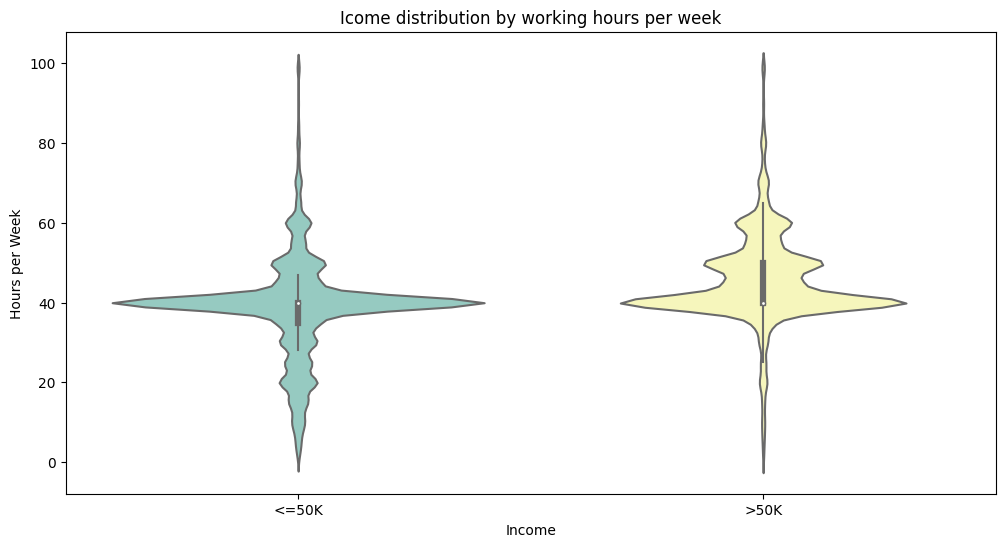 Icome distribution by working hours per week
Hours per Week
100
80
60
40
20
0
<=50K
>50K
Income